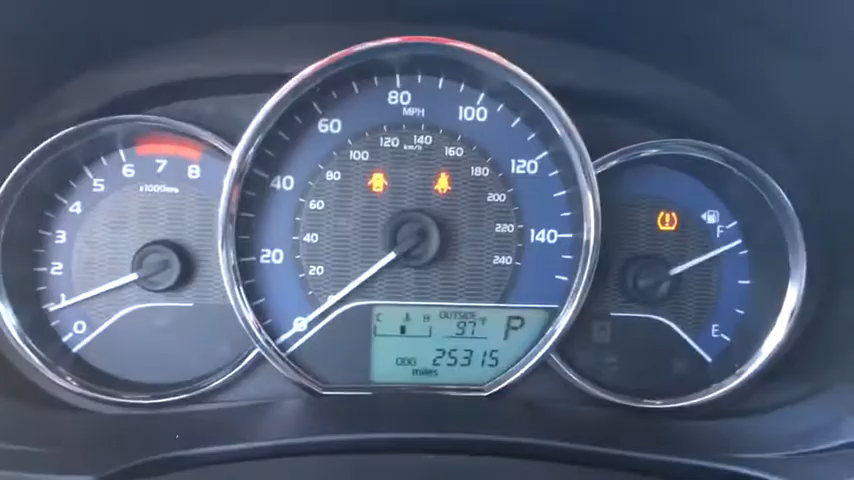 0 1 2 3 4 5 6 7 8
x1000r/min
0 20 40 60 80 100 120 140
MPH
20 40 60 80 100 120 140 160 180 200 220 240
km/h
C H
OUTSIDE
97°F
P
ODO 25315
miles
F
E